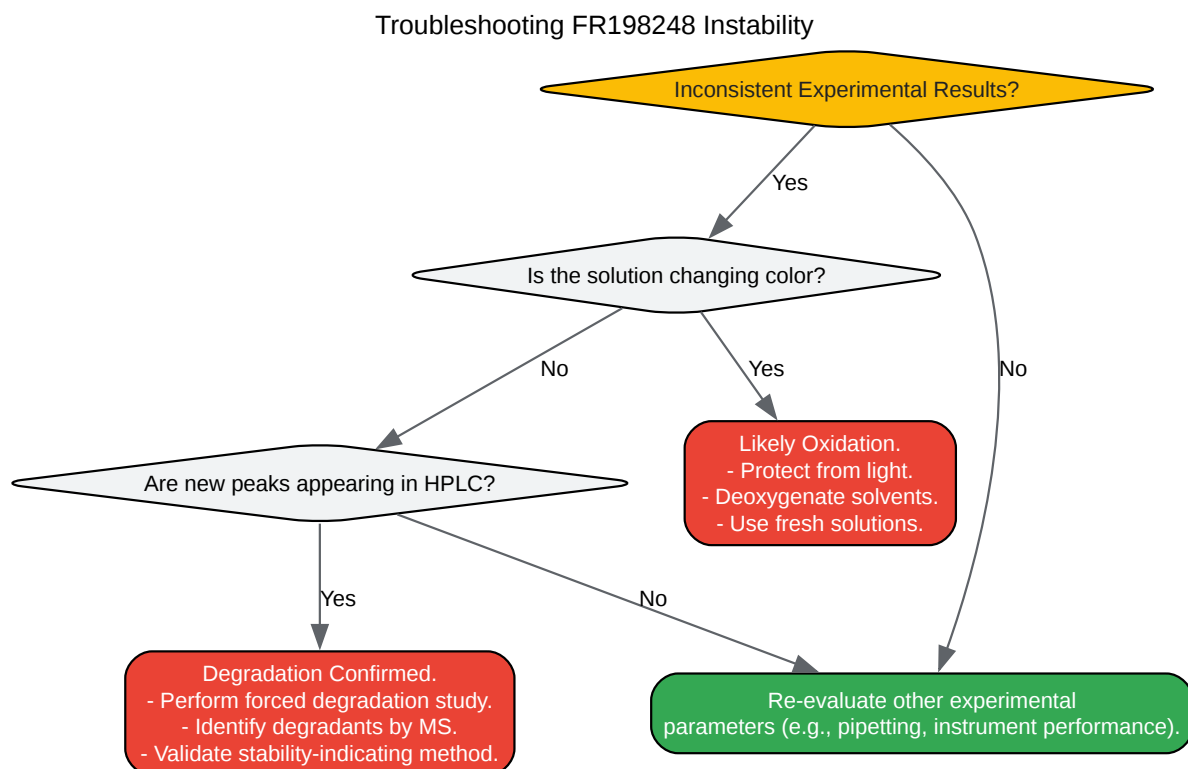 Troubleshooting FR198248 Instability
Inconsistent Experimental Results?
Yes
Is the solution changing color?
No
No
Yes
Likely Oxidation.
- Protect from light.
- Deoxygenate solvents.
- Use fresh solutions.
Are new peaks appearing in HPLC?
Yes
No
Degradation Confirmed.
- Perform forced degradation study.
- Identify degradants by MS.
- Validate stability-indicating method.
Re-evaluate other experimental
parameters (e.g., pipetting, instrument performance).